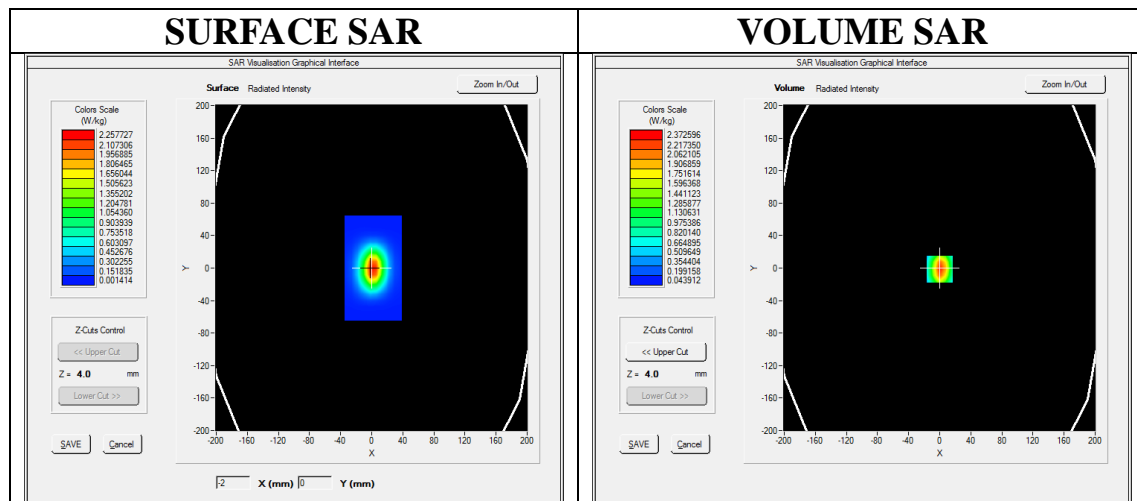 SURFACE SAR
VOLUME SAR
SAR Visualisation Graphical Interface
Surface Radiated Intensity
Zoom In/Out
Colors Scale
(W/kg)
2.257727
2.107306
1.956885
1.806465
1.656044
1.505623
1.355202
1.204781
1.054360
0.903939
0.753518
0.603097
0.452676
0.302255
0.151835
0.001414
200
160
120
80
40
0
-40
-80
-120
-160
-200
Y
-200 -160 -120 -80 -40 0 40 80 120 160 200
X
Z-Cuts Control
<< Upper Cut
Z = 4.0 mm
Lower Cut >>
SAVE Cancel
-2 X (mm) 0 Y (mm)
SAR Visualisation Graphical Interface
Volume Radiated Intensity
Zoom In/Out
Colors Scale
(W/kg)
2.372596
2.217350
2.062105
1.906859
1.751614
1.596368
1.441123
1.285877
1.130631
0.975386
0.820140
0.664895
0.509649
0.354404
0.199158
0.043912
200
160
120
80
40
0
-40
-80
-120
-160
-200
Y
-200 -160 -120 -80 -40 0 40 80 120 160 200
X
Z-Cuts Control
<< Upper Cut
Z = 4.0 mm
Lower Cut >>
SAVE Cancel